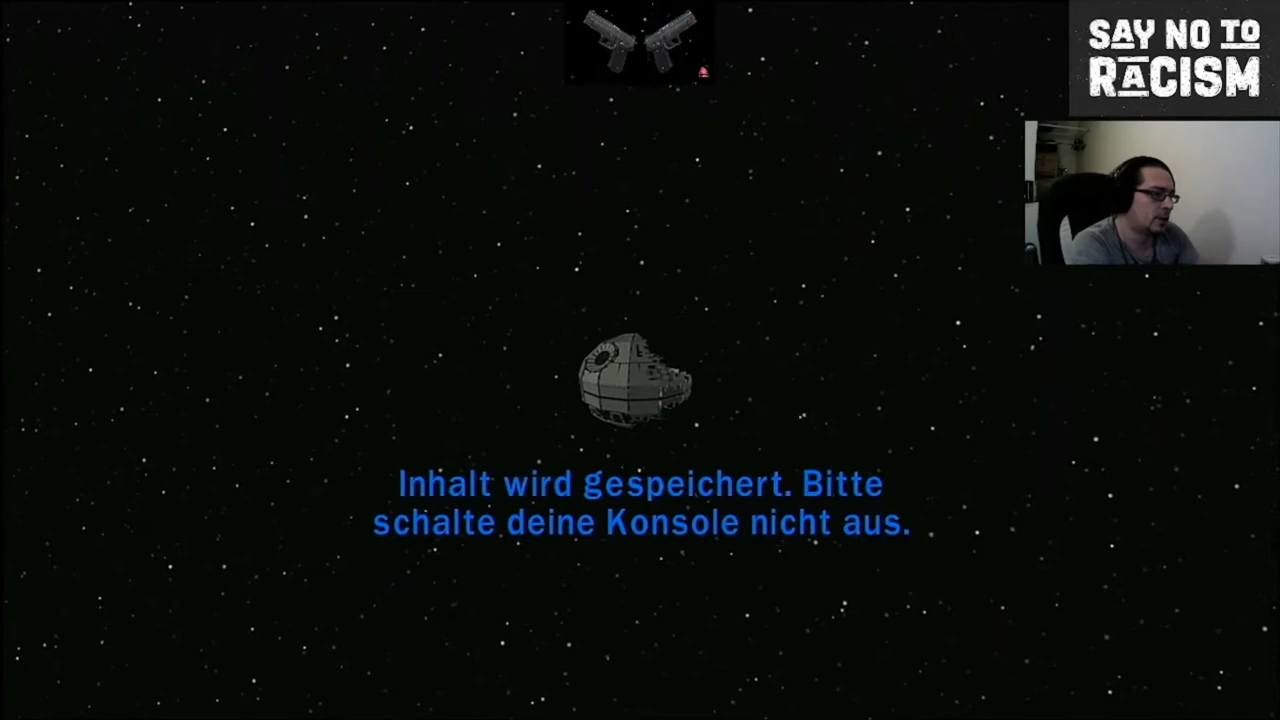 SAY NO TO
RACISM
Inhalt wird gespeichert. Bitte
schalte deine Konsole nicht aus.